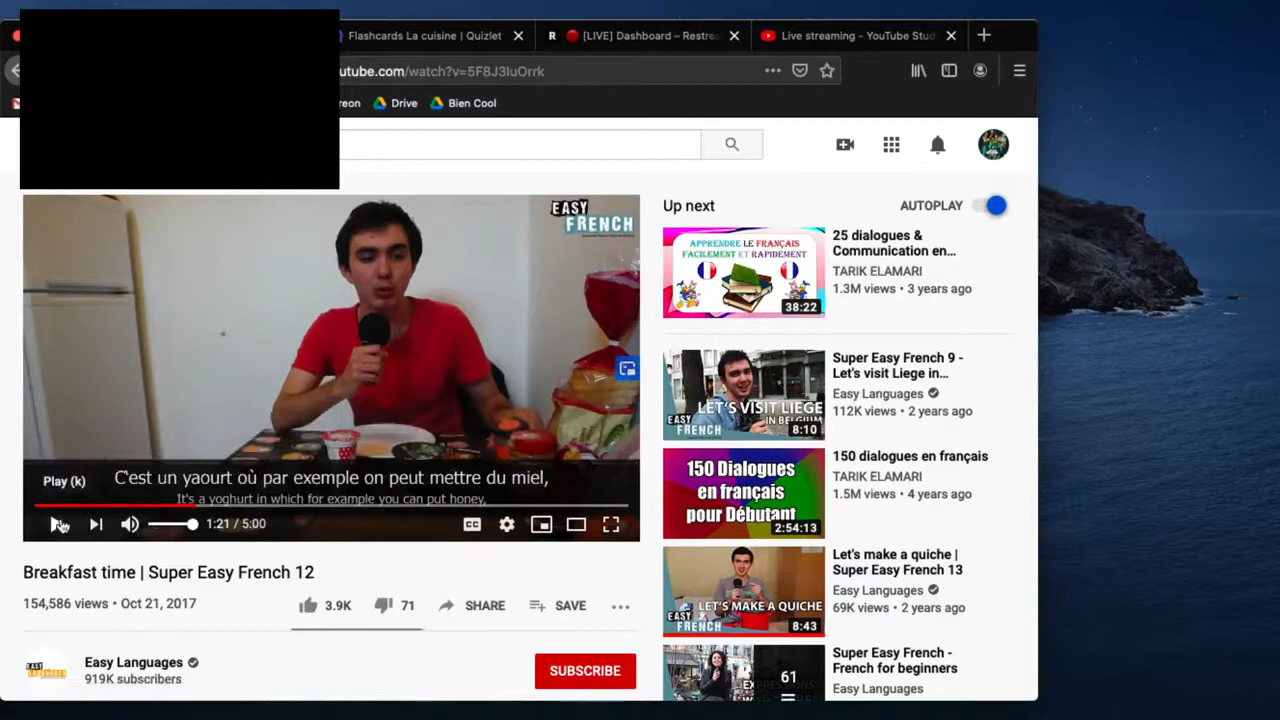 Flashcards La cuisine | Quizlet
R [LIVE] Dashboard – Restre
Live streaming - YouTube Stud
utube.com/watch?v=5F8J3IuOrrk
reon
Drive
Bien Cool
EASY
FRENCH
C'est un yaourt où par exemple on peut mettre du miel,
It's a yoghurt in which for example you can put honey,
Play (k)
1:21 / 5:00
CC
Breakfast time | Super Easy French 12
154,586 views • Oct 21, 2017
3.9K
71
SHARE
SAVE
Easy Languages
919K subscribers
SUBSCRIBE
Up next
AUTOPLAY
APPRENDRE LE FRANÇAIS
FACILEMENT ET RAPIDEMENT
38:22
25 dialogues &
Communication en…
TARIK ELAMARI
1.3M views • 3 years ago
LET'S VISIT LIEGE
IN BELGIUM
EASY
FRENCH
8:10
Super Easy French 9 -
Let's visit Liege in…
Easy Languages
112K views • 2 years ago
150 Dialogues
en français
pour Débutant
2:54:13
150 dialogues en français
TARIK ELAMARI
1.5M views • 4 years ago
LET'S MAKE A QUICHE
EASY
FRENCH
8:43
Let's make a quiche |
Super Easy French 13
Easy Languages
69K views • 2 years ago
EASY
FRENCH
61
Super Easy French -
French for beginners
Easy Languages